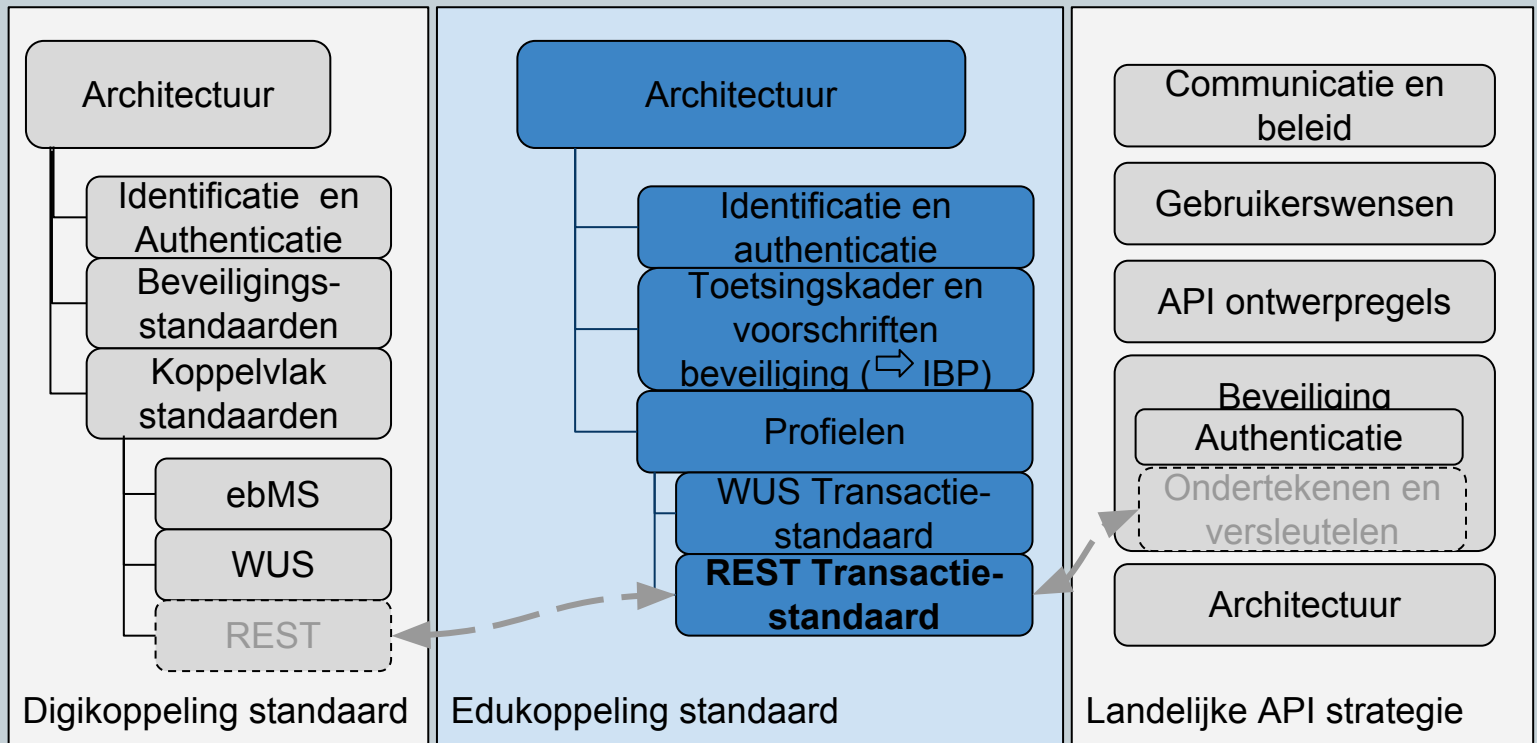 Architectuur
Identificatie en
Authenticatie
Beveiligings-
standaarden
Koppelvlak
standaarden
ebMS
WUS
REST
Digikoppeling standaard
Architectuur
Identificatie en
authenticatie
Toetsingskader en
voorschriften
beveiliging (⇨ IBP)
Profielen
WUS Transactie-
standaard
REST Transactie-
standaard
Edukoppeling standaard
Communicatie en
beleid
Gebruikerswensen
API ontwerpregels
Beveiliging
Authenticatie
Ondertekenen en
versleutelen
Architectuur
Landelijke API strategie